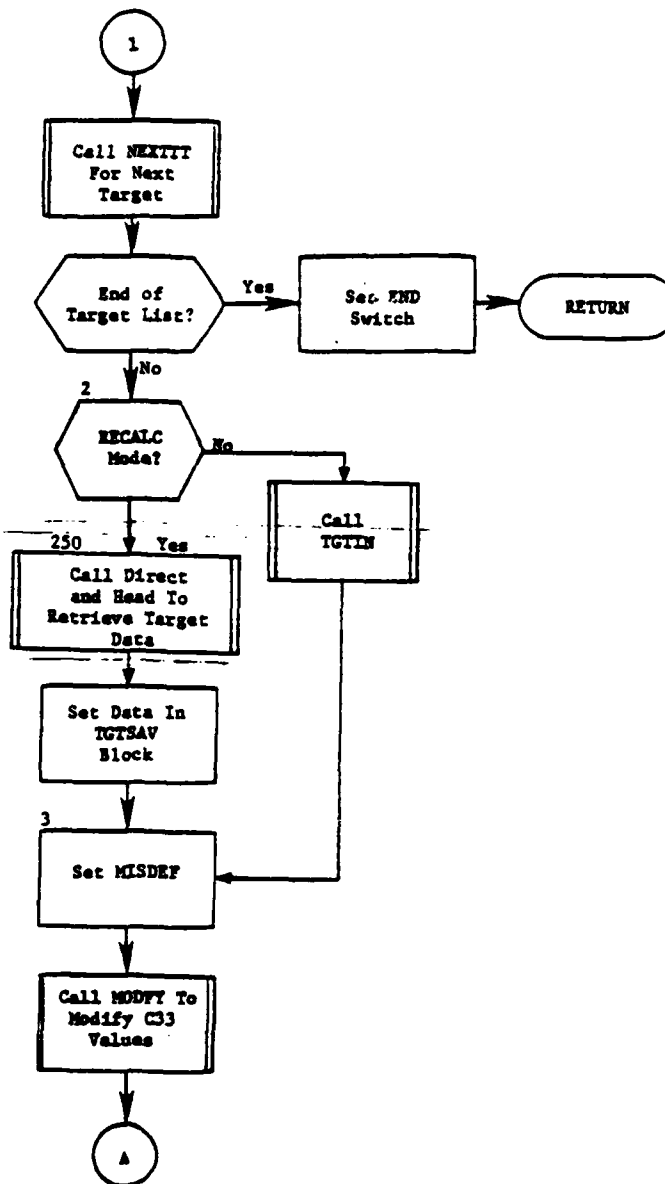 1
Call NEXTTT
For Next
Target
End of
Target List?
Yes
Set END
Switch
RETURN
No
2
RECALC
Mode?
No
Call
TGTIN
250
Yes
Call Direct
and Head To
Retrieve Target
Data
Set Data In
TGTSAV
Block
3
Set MISDEF
Call MODFY To
Modify C33
Values
A